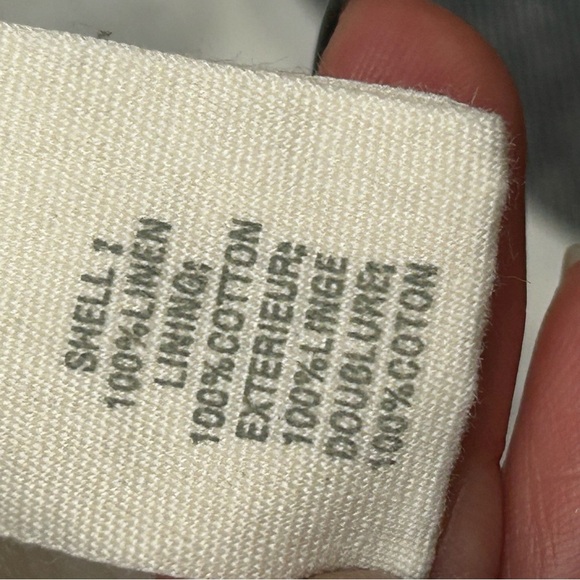 SHELL :
100%LINEN
LINING:
100%COTTON
EXTERIEUR:
100%LINGE
DOUBLURE:
100%COTON